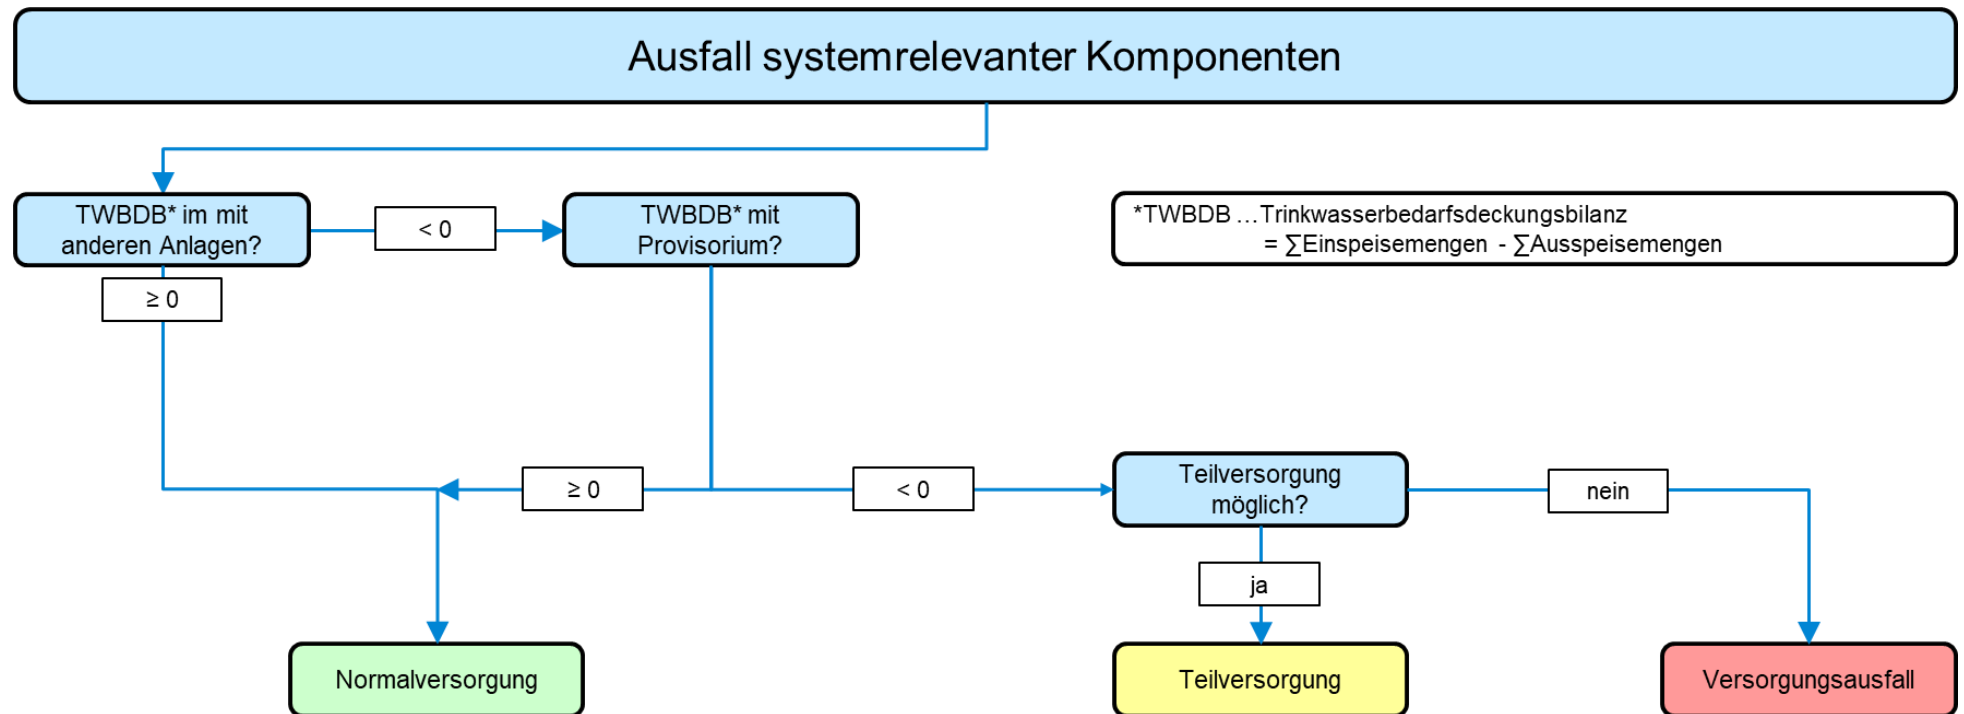 Ausfall systemrelevanter Komponenten
TWBDB* im mit
anderen Anlagen?
< 0
TWBDB* mit
Provisorium?
*TWBDB …Trinkwasserbedarfsdeckungsbilanz
= ∑Einspeisemengen - ∑Ausspeisemengen
≥ 0
≥ 0
< 0
Teilversorgung
möglich?
nein
ja
Normalversorgung
Teilversorgung
Versorgungsausfall